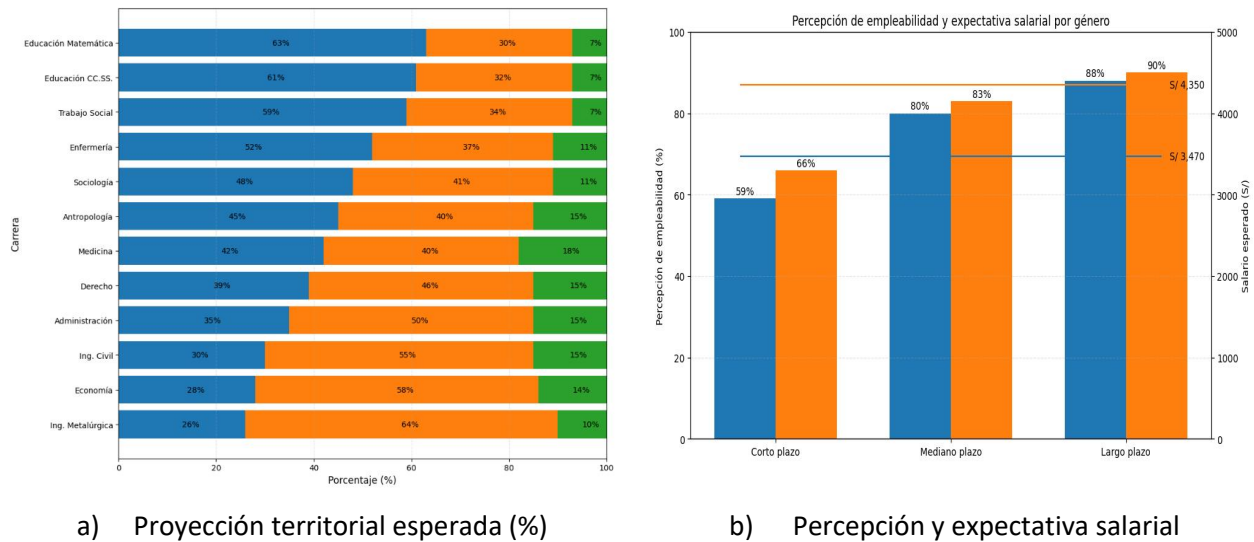 Educación Matemática 63% 30% 7%
Educación CC.SS. 61% 32% 7%
Trabajo Social 59% 34% 7%
Enfermería 52% 37% 11%
Sociología 48% 41% 11%
Antropología 45% 40% 15%
Medicina 42% 40% 18%
Derecho 39% 46% 15%
Administración 35% 50% 15%
Ing. Civil 30% 55% 15%
Economía 28% 58% 14%
Ing. Metalúrgica 26% 64% 10%
Carrera
0 20 40 60 80 100
Porcentaje (%)
a) Proyección territorial esperada (%)
Percepción de empleabilidad y expectativa salarial por género
Percepción de empleabilidad (%)
100
80
60
40
20
0
59% 66%
80% 83%
88% 90%
S/ 4,350
S/ 3,470
5000
4000
3000
2000
1000
0
Salario esperado (S/)
Corto plazo Mediano plazo Largo plazo
b) Percepción y expectativa salarial